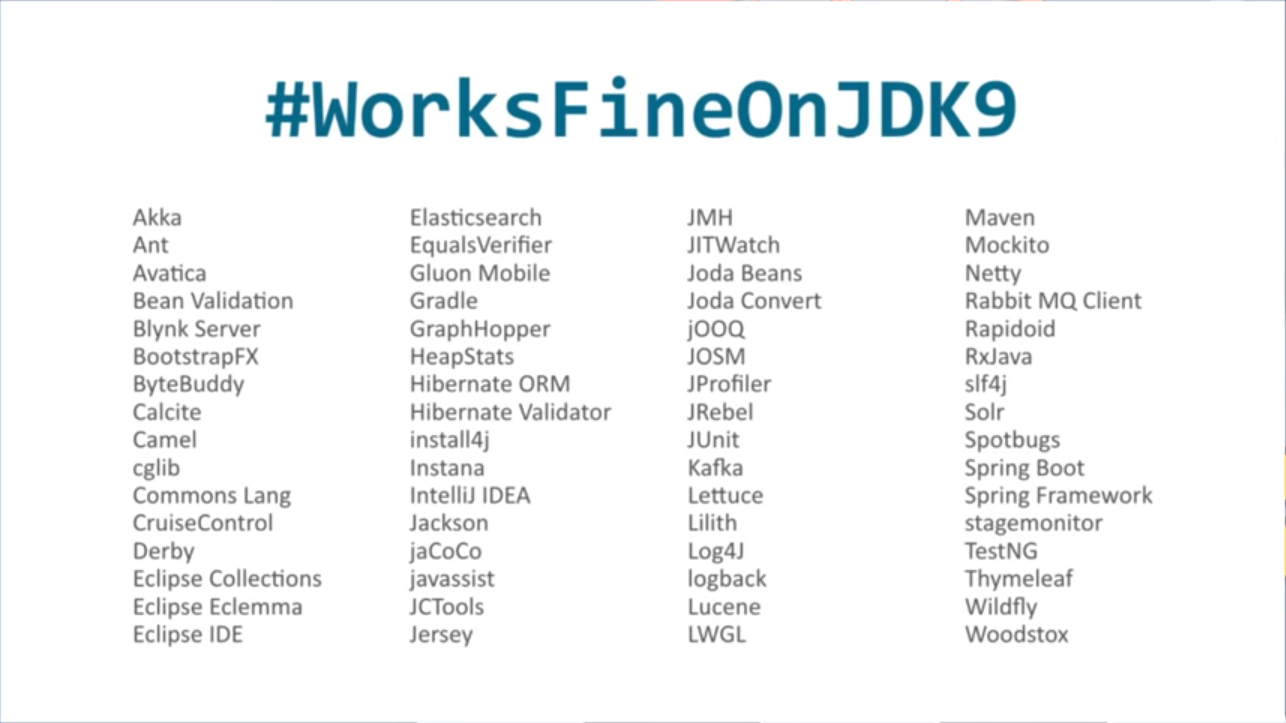 #WorksFineOnJDK9
Akka
Ant
Avatica
Bean Validation
Blynk Server
BootstrapFX
ByteBuddy
Calcite
Camel
cglib
Commons Lang
CruiseControl
Derby
Eclipse Collections
Eclipse Eclemma
Eclipse IDE
Elasticsearch
EqualsVerifier
Gluon Mobile
Gradle
GraphHopper
HeapStats
Hibernate ORM
Hibernate Validator
install4j
Instana
IntelliJ IDEA
Jackson
jaCoCo
javassist
JCTools
Jersey
JMH
JITWatch
Joda Beans
Joda Convert
jOOQ
JOSM
JProfiler
JRebel
JUnit
Kafka
Lettuce
Lilith
Log4J
logback
Lucene
LWGL
Maven
Mockito
Netty
Rabbit MQ Client
Rapidoid
RxJava
slf4j
Solr
Spotbugs
Spring Boot
Spring Framework
stagemonitor
TestNG
Thymeleaf
Wildfly
Woodstox